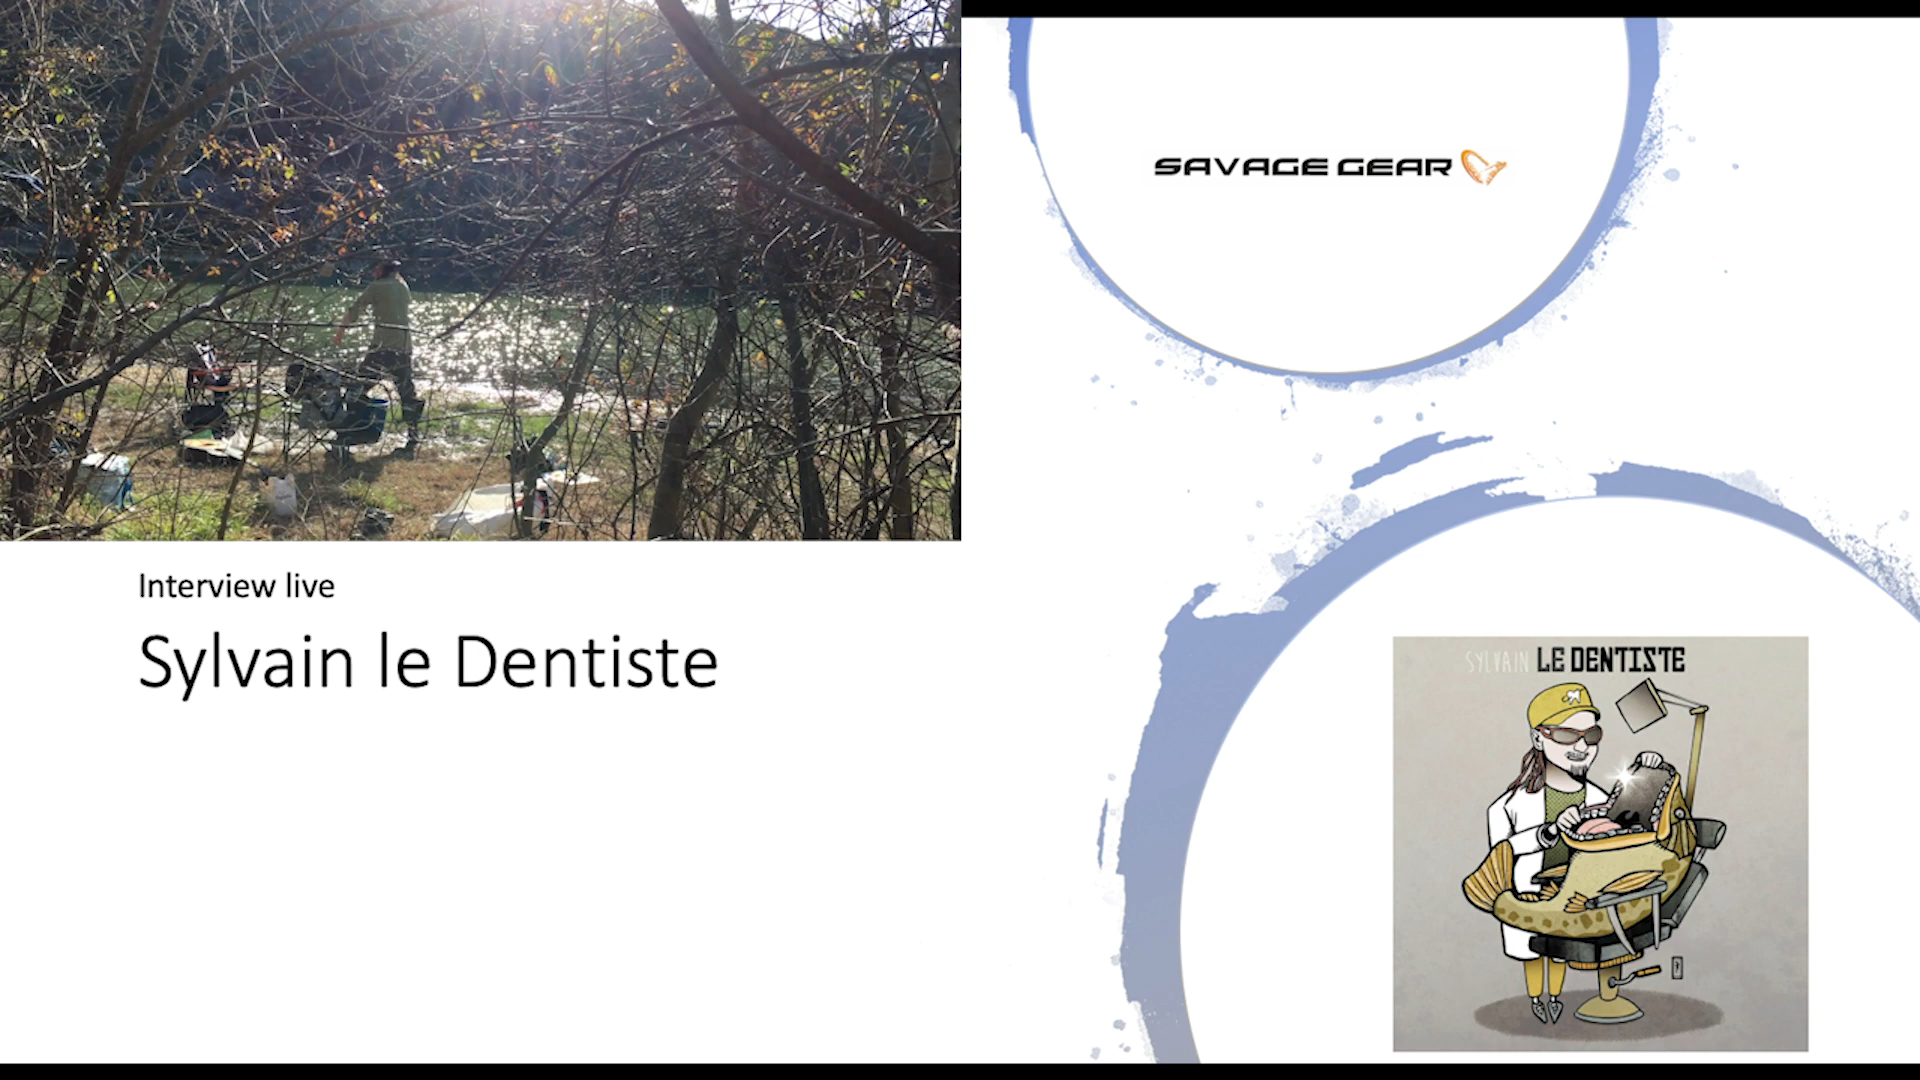 SAVAGE GEAR
Interview live
Sylvain le Dentiste
SYLVAIN LE DENTISTE